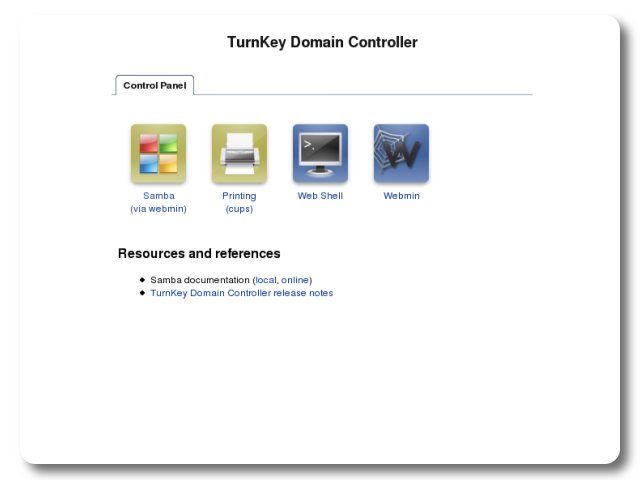 TurnKey Domain Controller
Control Panel
>_
Samba
(via webmin)
Printing
(cups)
Web Shell
Webmin
Resources and references
Samba documentation (local, online)
TurnKey Domain Controller release notes